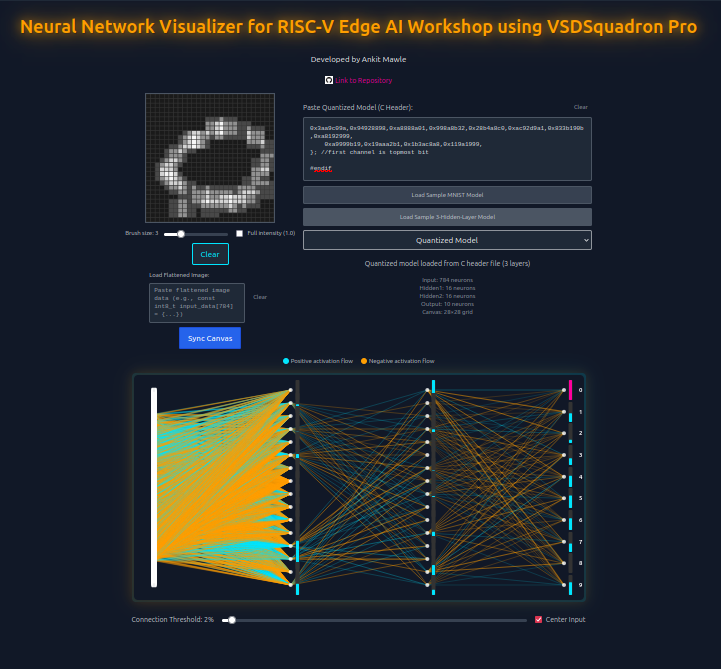 Neural Network Visualizer for RISC-V Edge AI Workshop using VSDSquadron Pro
Developed by Ankit Mawle
Link to Repository
Paste Quantized Model (C Header):
Clear
0x3aa9c09a,0x94928898,0xa8888a01,0x998a8b32,0x28b4a8c0,0xac92d9a1,0x833b190b
,0xa8192999,
0xa9999b19,0x19aaa2b1,0x1b3ac8a8,0x119a1999,
}; //first channel is topmost bit
#endif
Load Sample MNIST Model
Load Sample 3-Hidden-Layer Model
Quantized Model
Brush size: 3
Full Intensity (1.0)
Clear
Load Flattened Image:
Paste flattened image
data (e.g., const
int8_t input_data[784]
= {...})
Clear
Sync Canvas
Quantized model loaded from C header file (3 layers)
Input: 784 neurons
Hidden1: 16 neurons
Hidden2: 16 neurons
Output: 10 neurons
Canvas: 28×28 grid
Positive activation flow
Negative activation flow
0
1
2
3
4
5
6
7
8
9
Connection Threshold: 2%
Center Input